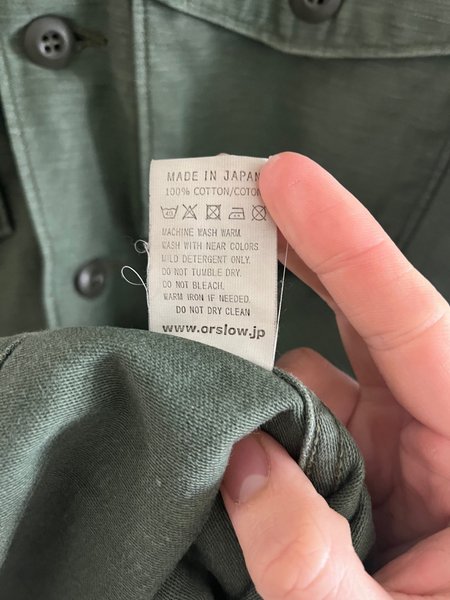 MADE IN JAPAN
100% COTTON/COTON
40
MACHINE WASH WARM
WASH WITH NEAR COLORS
MILD DETERGENT ONLY.
DO NOT TUMBLE DRY.
DO NOT BLEACH.
WARM IRON IF NEEDED.
DO NOT DRY CLEAN
www.orslow.jp